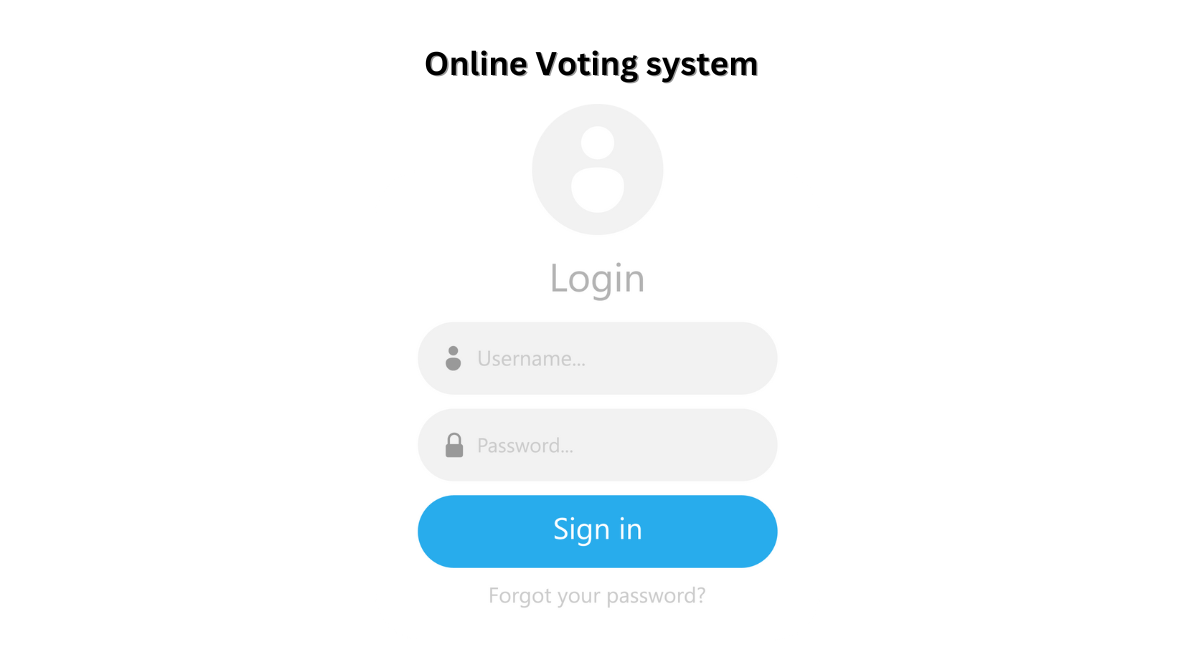 Online Voting system
Login
Username...
Password...
Sign in
Forgot your password?